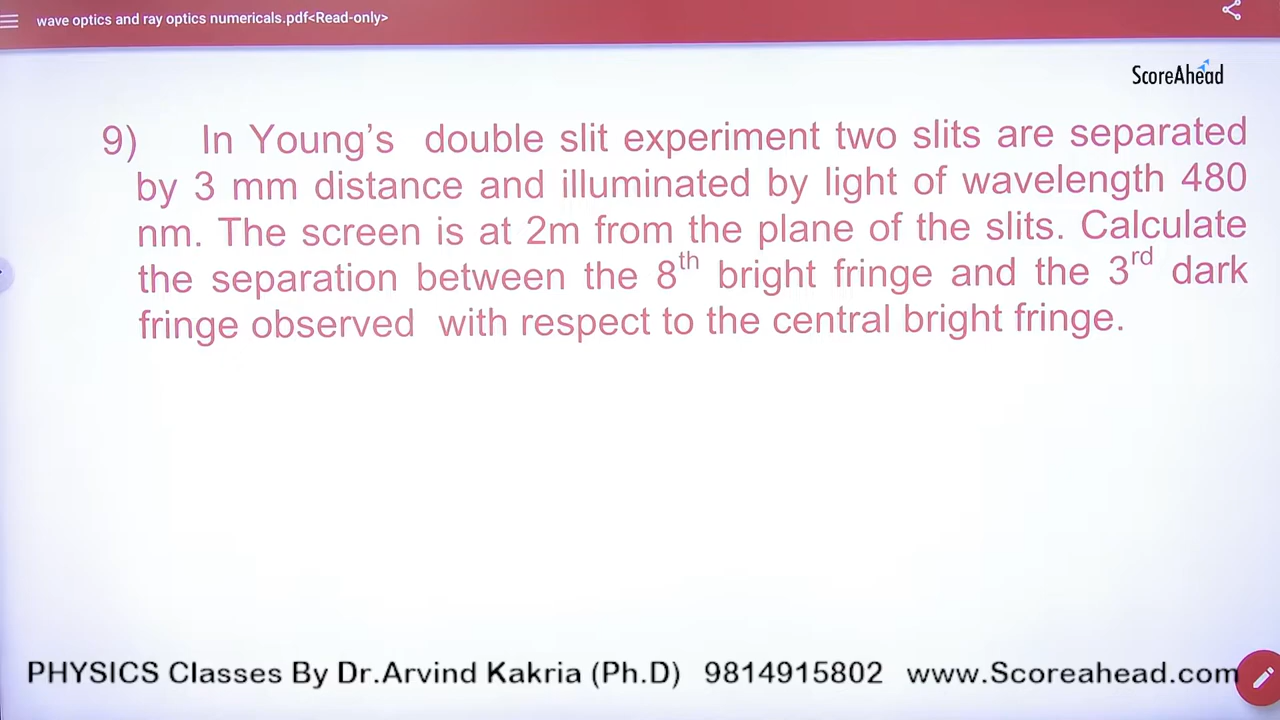 wave optics and ray optics numericals.pdf<Read-only>
ScoreAhead
9) In Young's double slit experiment two slits are separated
by 3 mm distance and illuminated by light of wavelength 480
nm. The screen is at 2m from the plane of the slits. Calculate
the separation between the 8th bright fringe and the 3rd dark
fringe observed with respect to the central bright fringe.
PHYSICS Classes By Dr.Arvind Kakria (Ph.D) 9814915802 www.Scoreahead.com